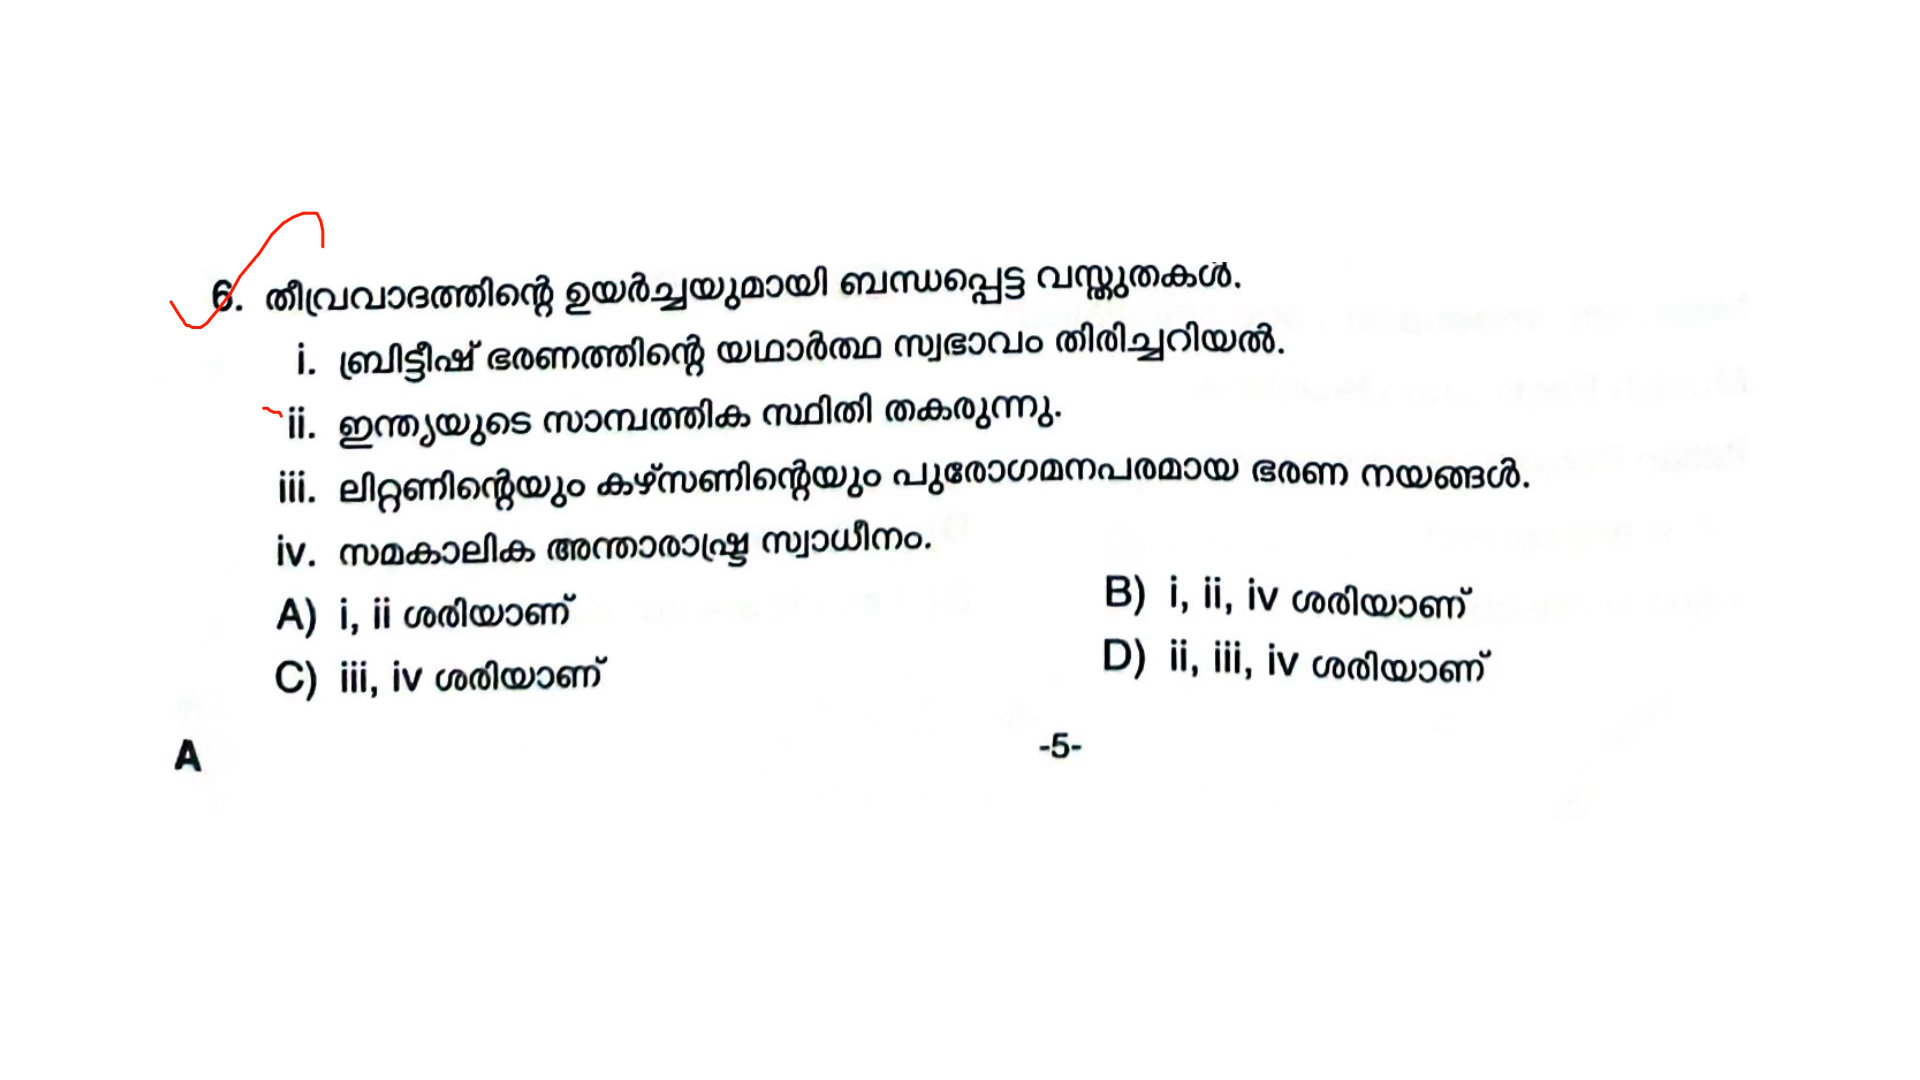 6. തീവ്രവാദത്തിന്റെ ഉയർച്ചയുമായി ബന്ധപ്പെട്ട വസ്തുതകൾ.
i. ബ്രിട്ടീഷ് ഭരണത്തിന്റെ യഥാർത്ഥ സ്വഭാവം തിരിച്ചറിയൽ.
ii. ഇന്ത്യയുടെ സാമ്പത്തിക സ്ഥിതി തകരുന്നു.
iii. ലിറ്റണിന്റെയും കഴ്സണിന്റെയും പുരോഗമനപരമായ ഭരണ നയങ്ങൾ.
iv. സമകാലിക അന്താരാഷ്ട്ര സ്വാധീനം.
A) i, ii ശരിയാണ് B) i, ii, iv ശരിയാണ്
C) iii, iv ശരിയാണ് D) ii, iii, iv ശരിയാണ്
A -5-